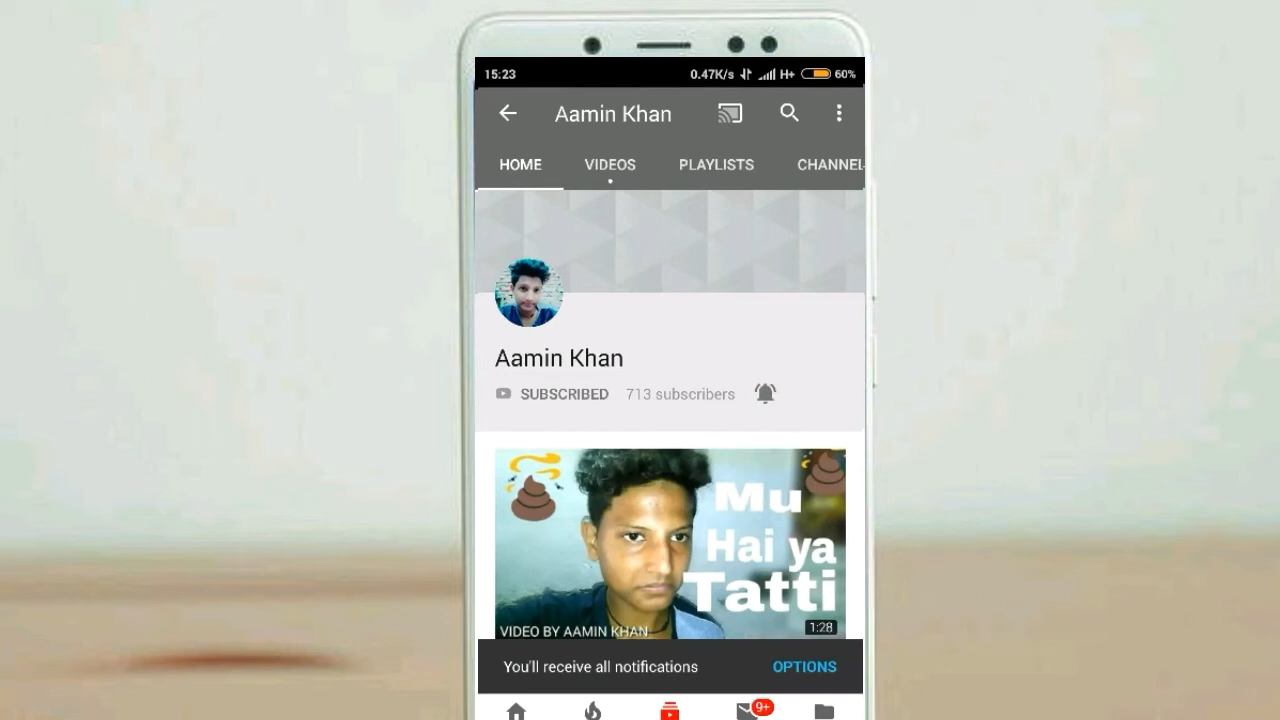 15:23 0.47K/s H+ 60%
Aamin Khan
HOME VIDEOS PLAYLISTS CHANNEL
Aamin Khan
SUBSCRIBED 713 subscribers
Mu
Hai ya
Tatti
1:28
VIDEO BY AAMIN KHAN
You'll receive all notifications OPTIONS
9+